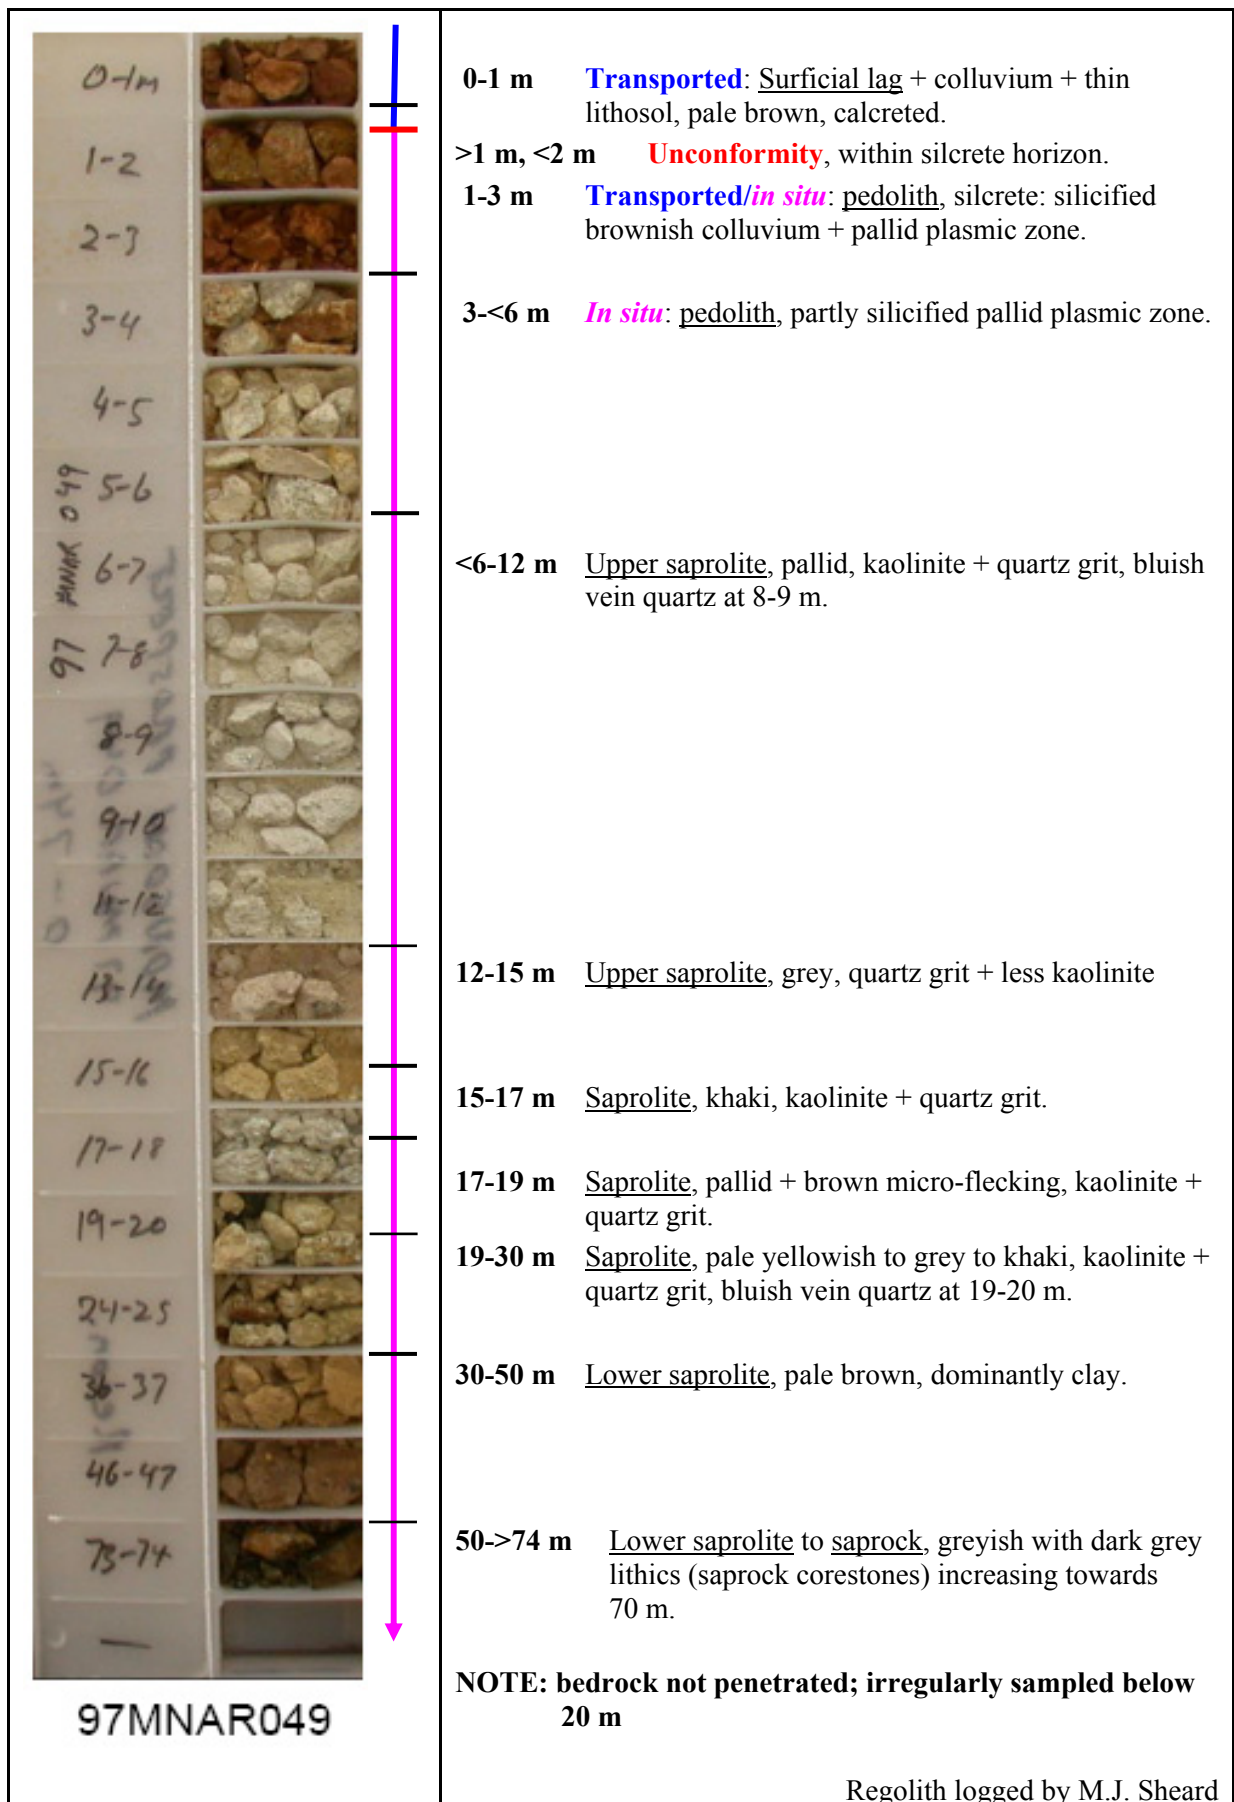 0-1m
1-2
2-3
3-4
4-5
5-6
6-7
7-8
8-9
9-10
11-12
13-14
15-16
17-18
19-20
24-25
36-37
46-47
73-74
97 MNAR 049
97MNAR049
0-1 m Transported: Surficial lag + colluvium + thin
lithosol, pale brown, calcreted.
>1 m, <2 m Unconformity, within silcrete horizon.
1-3 m Transported/in situ: pedolith, silcrete: silicified
brownish colluvium + pallid plasmic zone.
3-<6 m In situ: pedolith, partly silicified pallid plasmic zone.
<6-12 m Upper saprolite, pallid, kaolinite + quartz grit, bluish
vein quartz at 8-9 m.
12-15 m Upper saprolite, grey, quartz grit + less kaolinite
15-17 m Saprolite, khaki, kaolinite + quartz grit.
17-19 m Saprolite, pallid + brown micro-flecking, kaolinite +
quartz grit.
19-30 m Saprolite, pale yellowish to grey to khaki, kaolinite +
quartz grit, bluish vein quartz at 19-20 m.
30-50 m Lower saprolite, pale brown, dominantly clay.
50->74 m Lower saprolite to saprock, greyish with dark grey
lithics (saprock corestones) increasing towards
70 m.
NOTE: bedrock not penetrated; irregularly sampled below
20 m
Regolith logged by M.J. Sheard